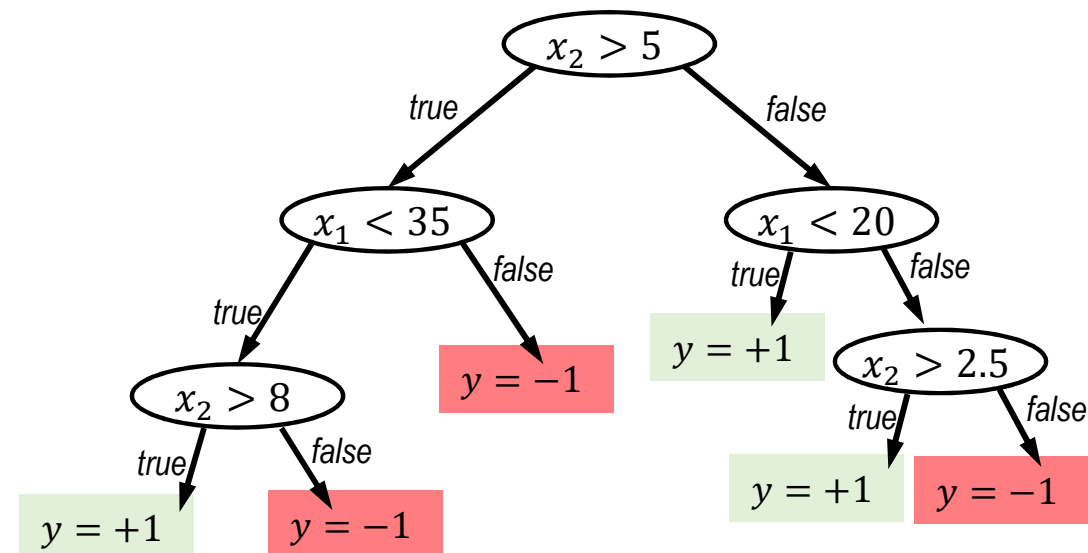 x₂ > 5
true
false
x₁ < 35
x₁ < 20
true
false
true
false
y = +1
y = −1
x₂ > 2.5
x₂ > 8
true
false
true
false
y = +1
y = −1
y = +1
y = −1